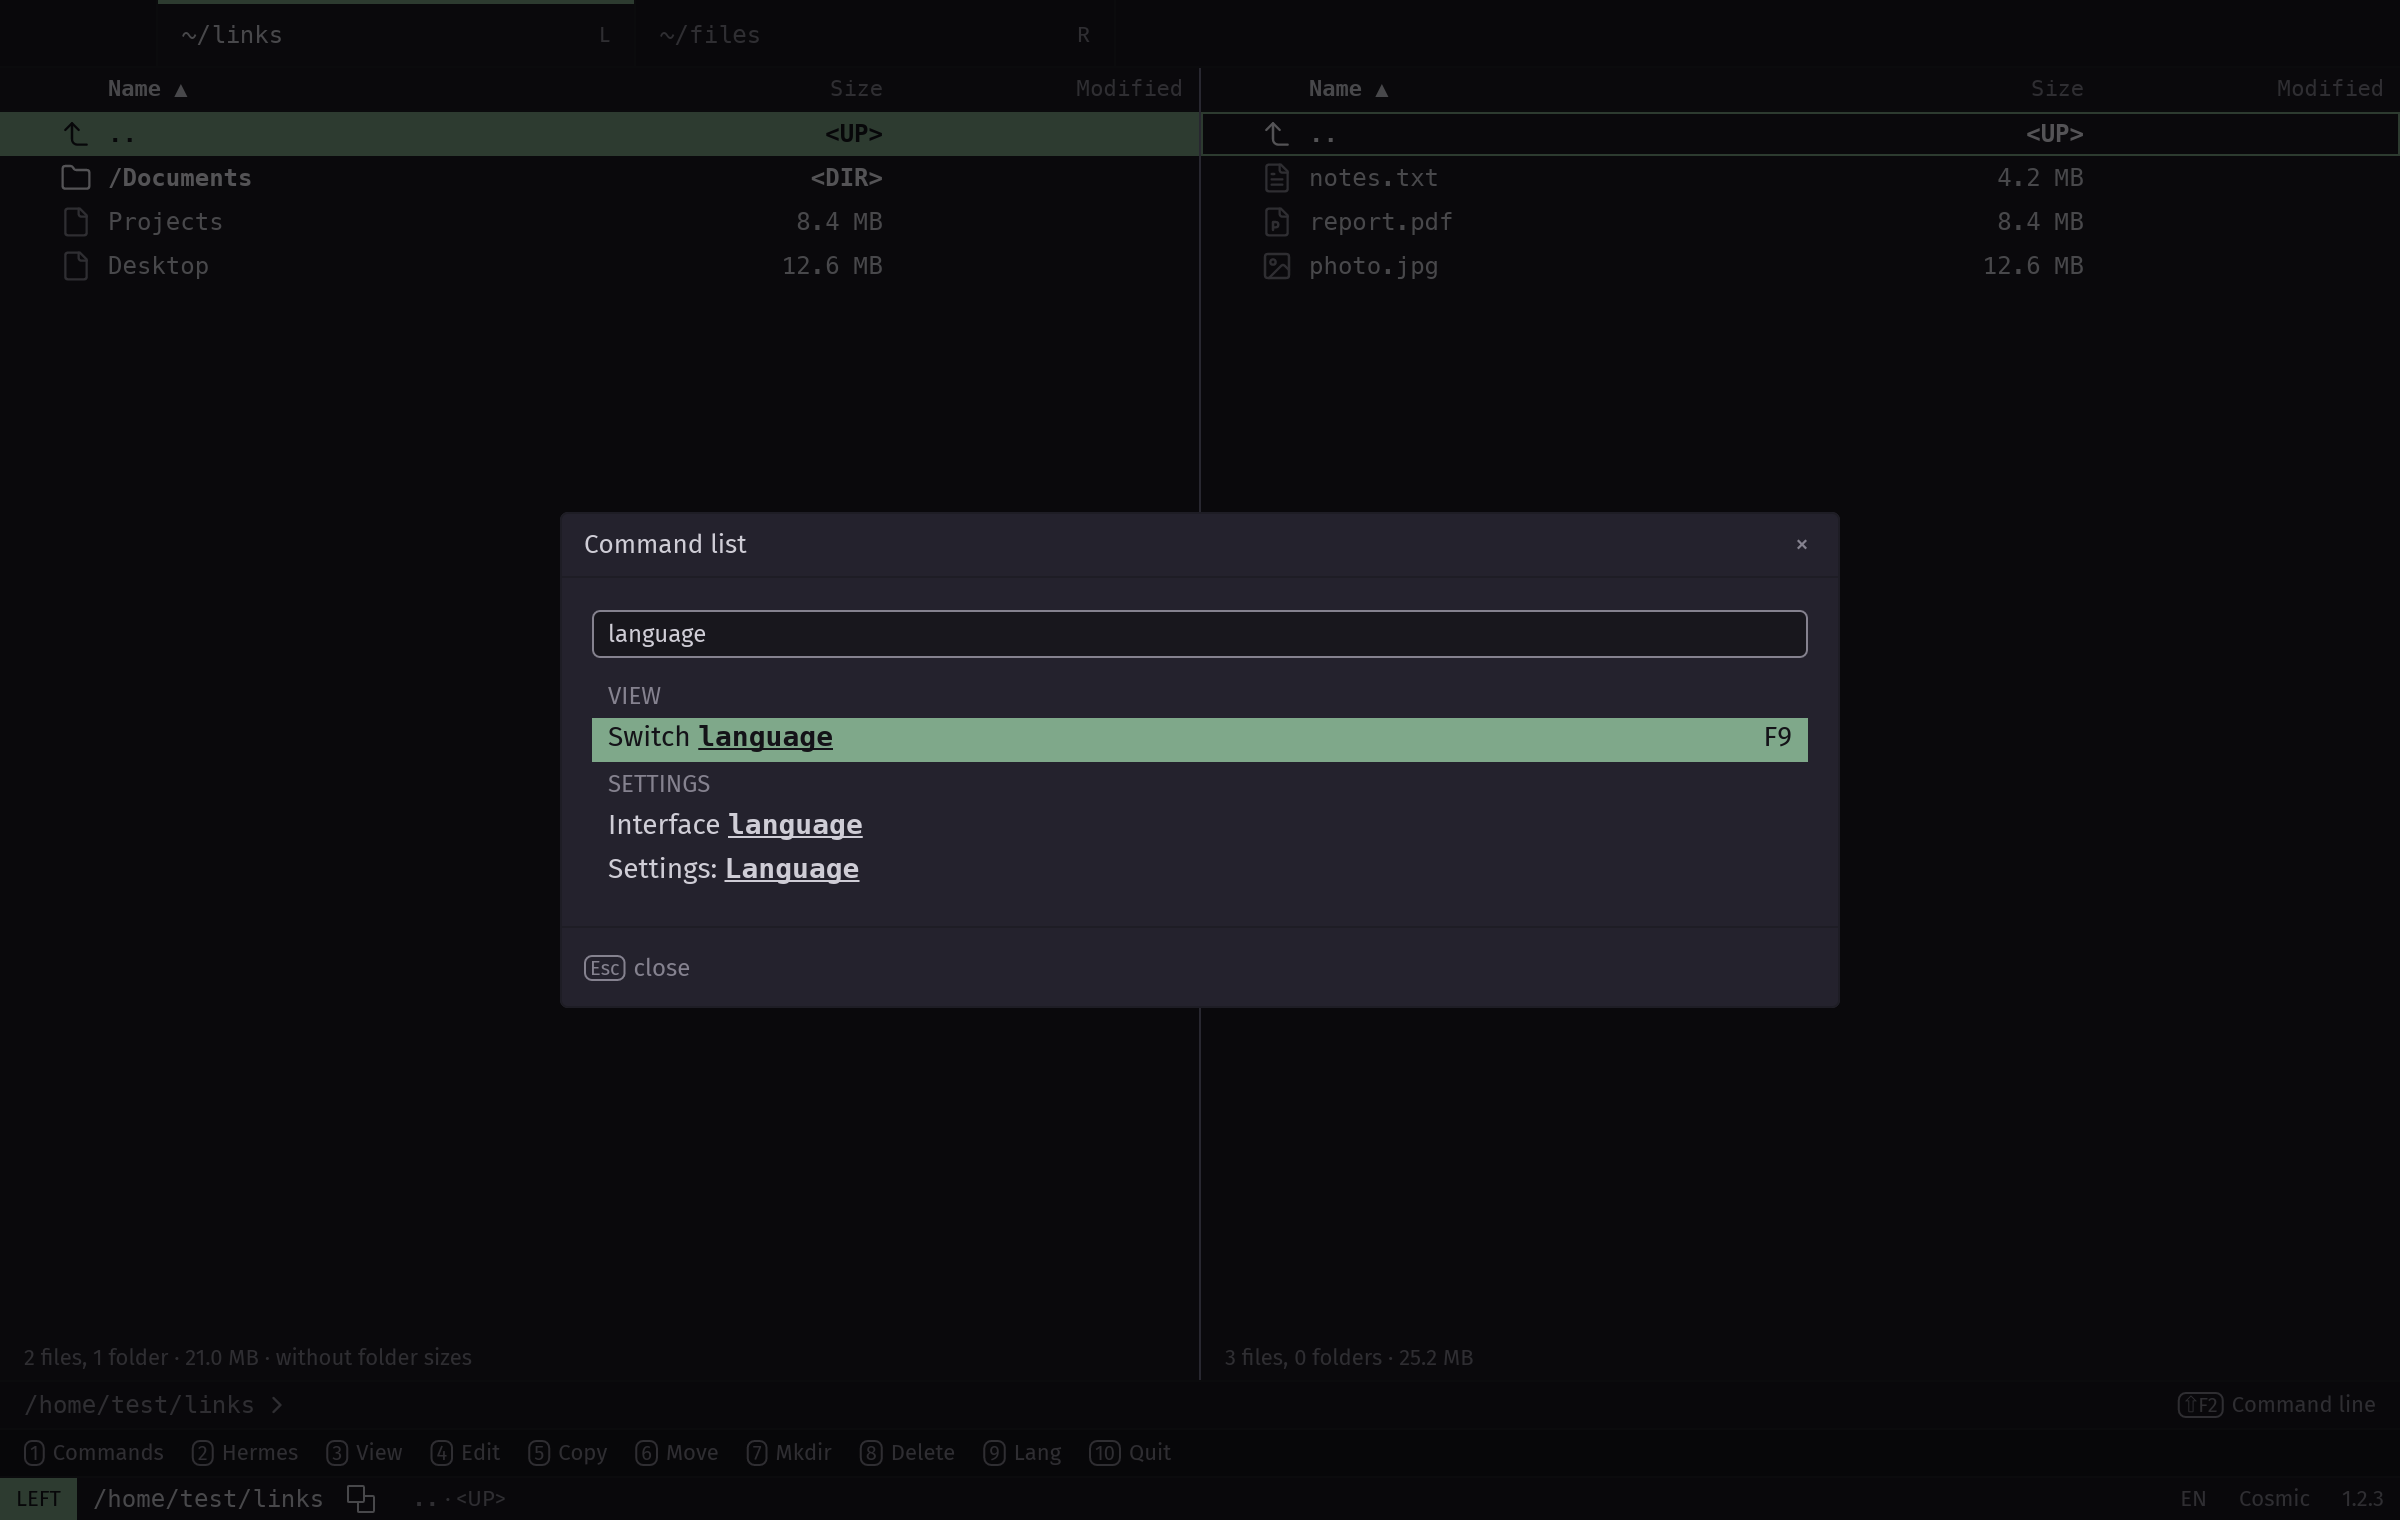 ~/links L ~/files R
Name ▲ Size Modified Name ▲ Size Modified
.. <UP> .. <UP>
/Documents <DIR> notes.txt 4.2 MB
Projects 8.4 MB report.pdf 8.4 MB
Desktop 12.6 MB photo.jpg 12.6 MB
Command list ×
language
VIEW
Switch language F9
SETTINGS
Interface language
Settings: Language
Esc close
2 files, 1 folder · 21.0 MB · without folder sizes 3 files, 0 folders · 25.2 MB
/home/test/links > ⇧F2 Command line
1 Commands 2 Hermes 3 View 4 Edit 5 Copy 6 Move 7 Mkdir 8 Delete 9 Lang 10 Quit
LEFT /home/test/links .. · <UP> EN Cosmic 1.2.3